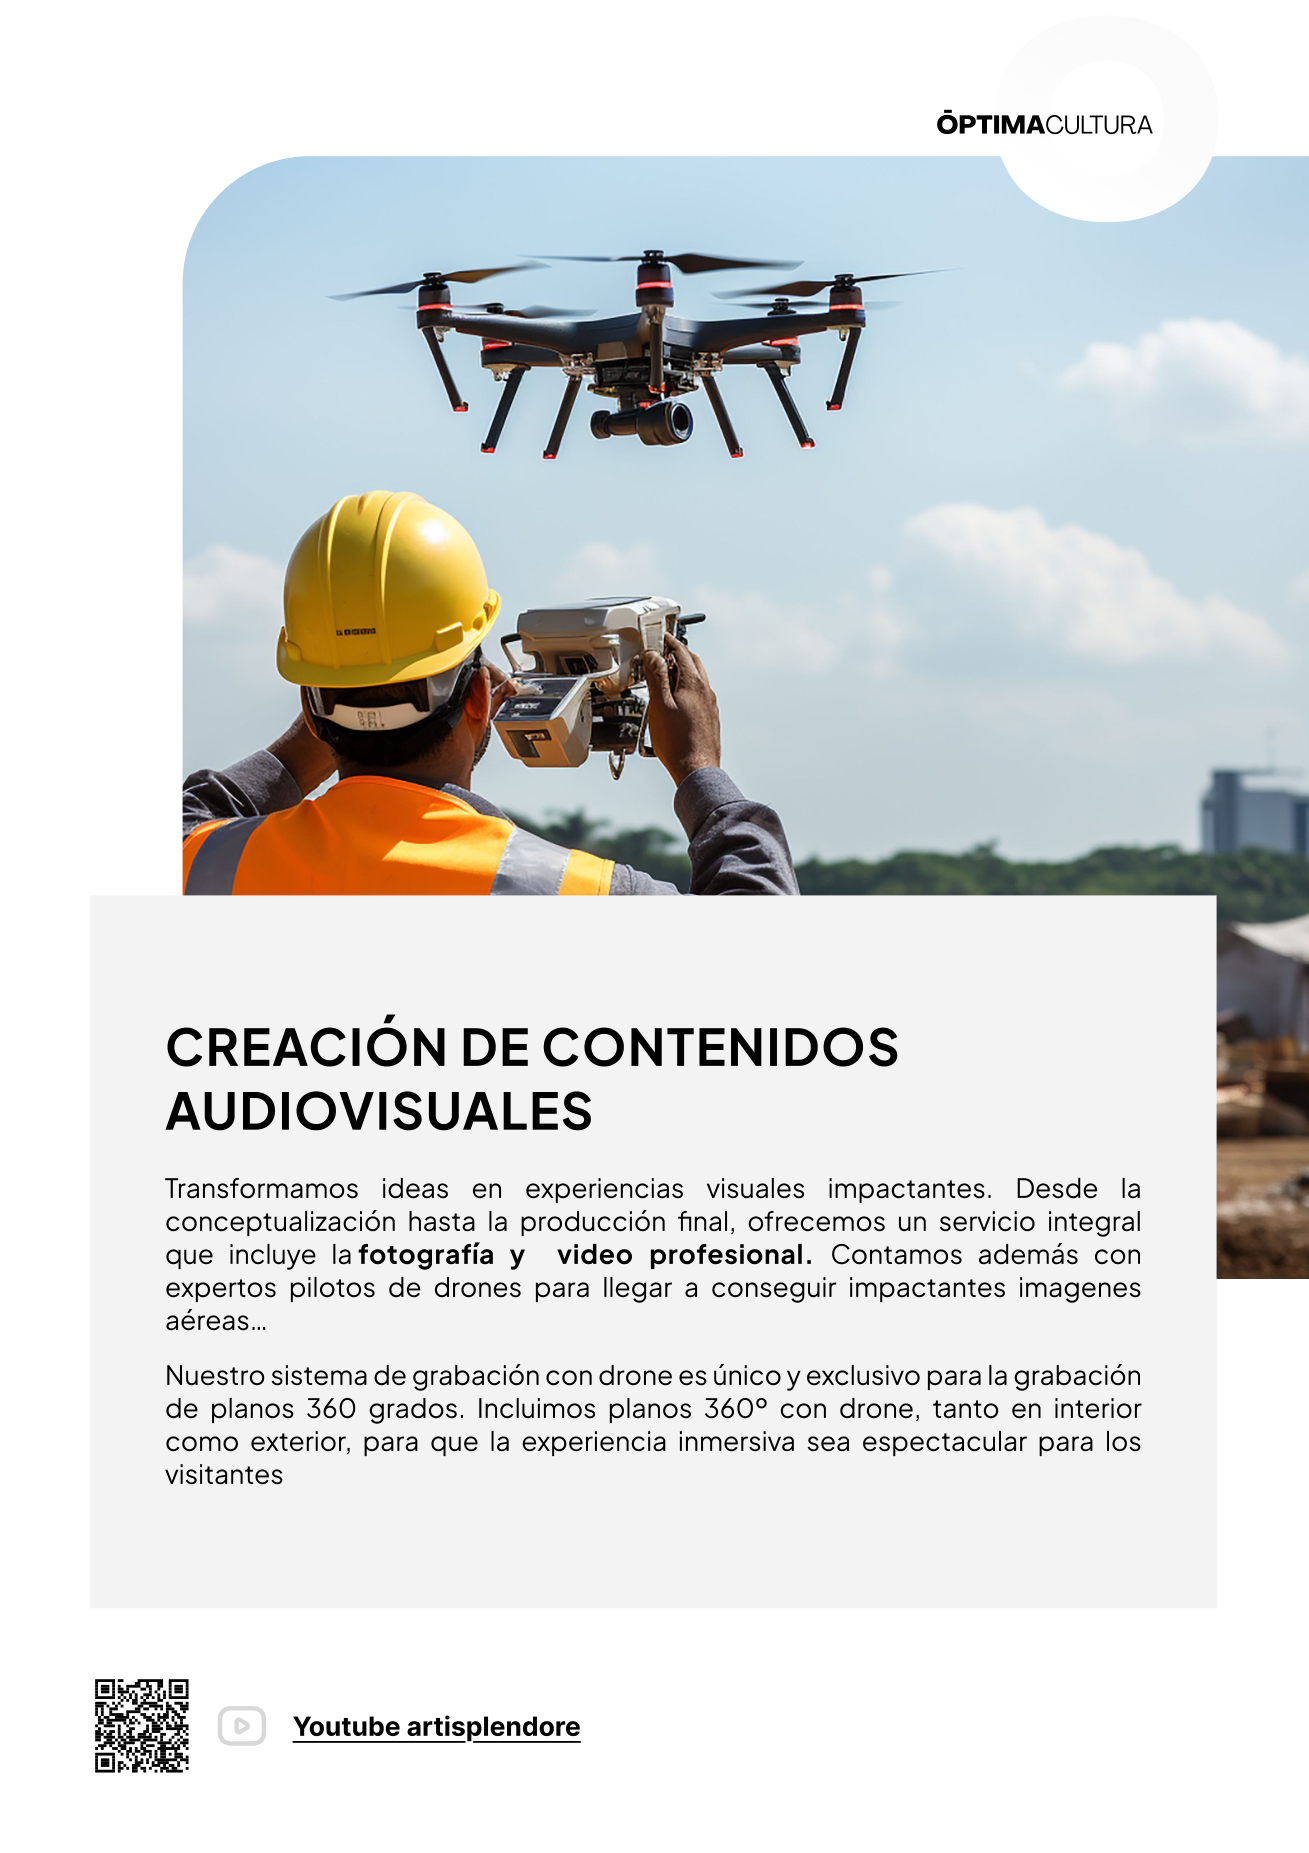 ŌPTIMACULTURA
CREACIÓN DE CONTENIDOS
AUDIOVISUALES
Transformamos ideas en experiencias visuales impactantes. Desde la
conceptualización hasta la producción final, ofrecemos un servicio integral
que incluye la fotografía y video profesional. Contamos además con
expertos pilotos de drones para llegar a conseguir impactantes imagenes
aéreas...
Nuestro sistema de grabación con drone es único y exclusivo para la grabación
de planos 360 grados. Incluimos planos 360º con drone, tanto en interior
como exterior, para que la experiencia inmersiva sea espectacular para los
visitantes
Youtube artisplendore